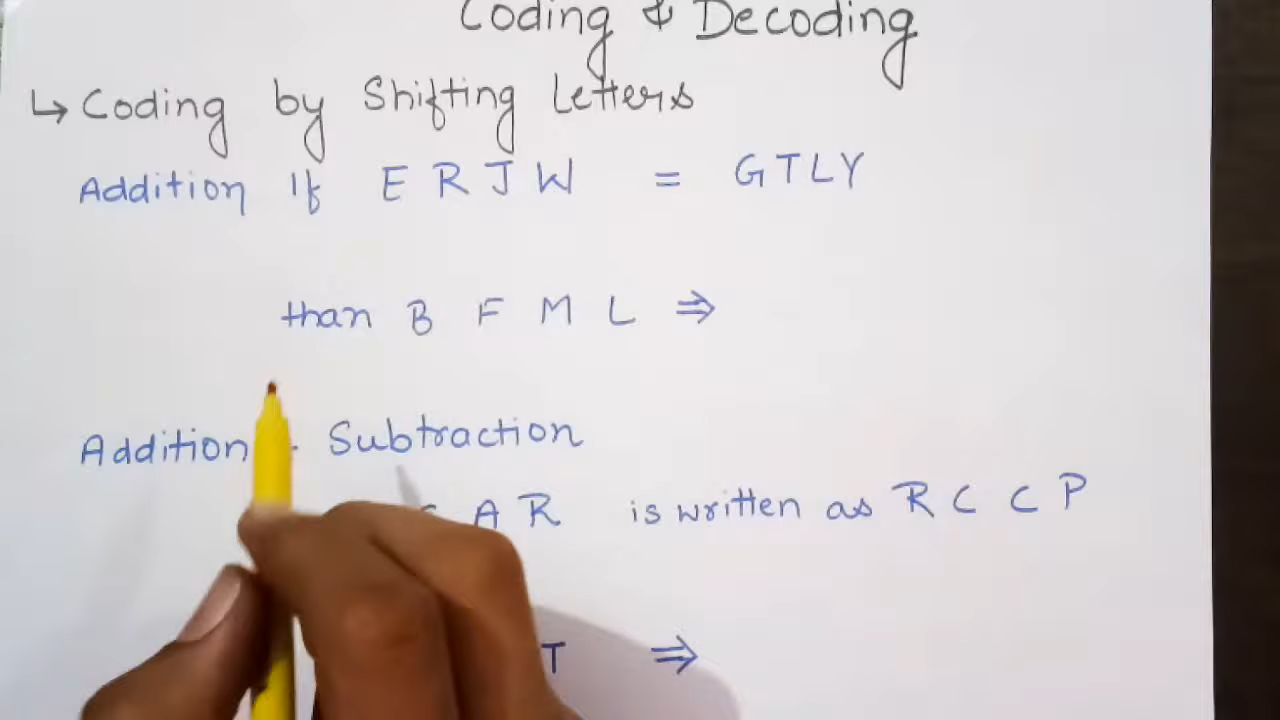 Coding & Decoding
↳ Coding by Shifting Letters
Addition If E R J W = G T L Y
than B F M L ⇒
Addition Subtraction
A R is written as R C C P
T ⇒